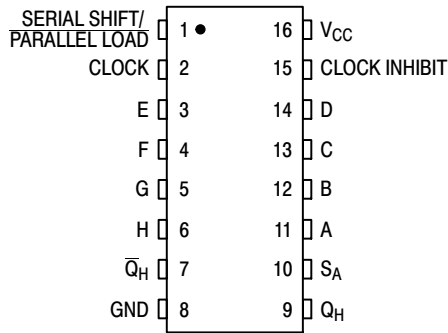 SERIAL SHIFT/
PARALLEL LOAD 1 16 VCC
CLOCK 2 15 CLOCK INHIBIT
E 3 14 D
F 4 13 C
G 5 12 B
H 6 11 A
Q̅H 7 10 SA
GND 8 9 QH